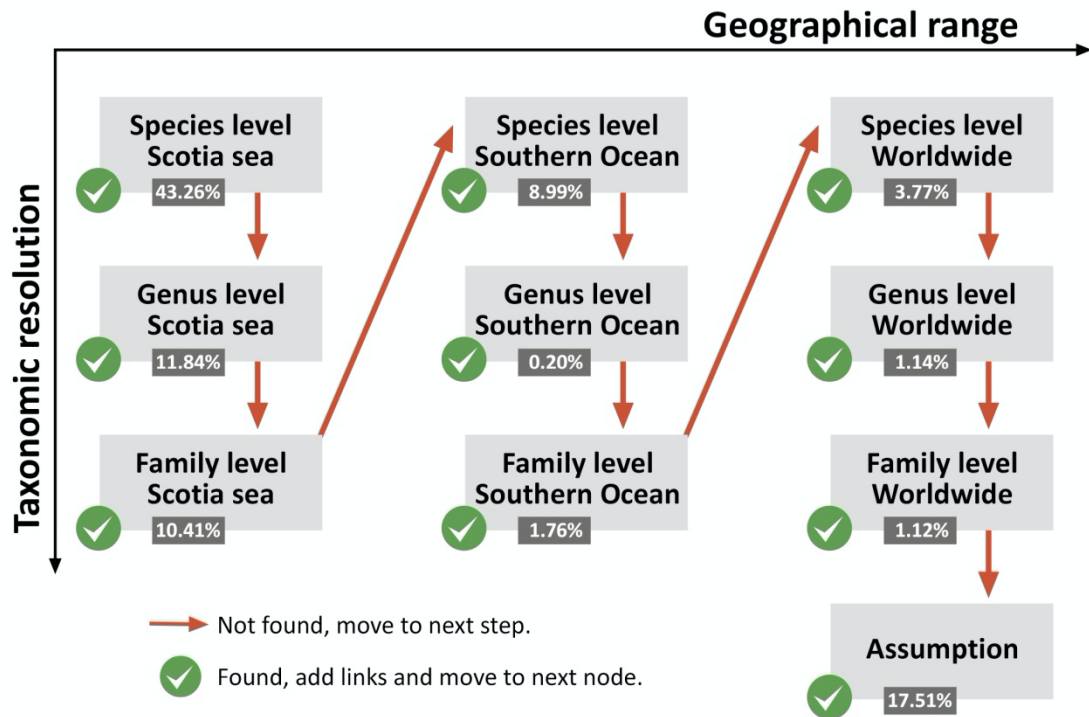 Geographical range
Taxonomic resolution
Species level
Scotia sea
43.26%
Species level
Southern Ocean
8.99%
Species level
Worldwide
3.77%
Genus level
Scotia sea
11.84%
Genus level
Southern Ocean
0.20%
Genus level
Worldwide
1.14%
Family level
Scotia sea
10.41%
Family level
Southern Ocean
1.76%
Family level
Worldwide
1.12%
Not found, move to next step.
Found, add links and move to next node.
Assumption
17.51%